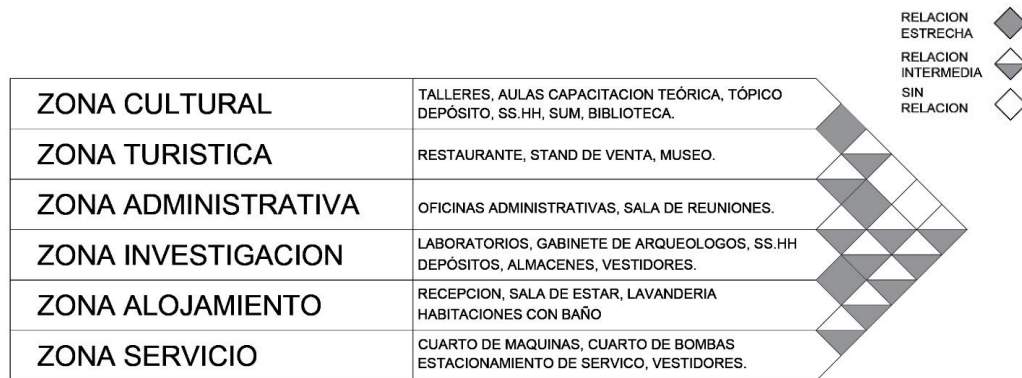 RELACION
ESTRECHA
RELACION
INTERMEDIA
SIN
RELACION
ZONA CULTURAL
TALLERES, AULAS CAPACITACION TEÓRICA, TÓPICO
DEPÓSITO, SS.HH, SUM, BIBLIOTECA.
ZONA TURISTICA
RESTAURANTE, STAND DE VENTA, MUSEO.
ZONA ADMINISTRATIVA
OFICINAS ADMINISTRATIVAS, SALA DE REUNIONES.
ZONA INVESTIGACION
LABORATORIOS, GABINETE DE ARQUEOLOGOS, SS.HH
DEPÓSITOS, ALMACENES, VESTIDORES.
ZONA ALOJAMIENTO
RECEPCION, SALA DE ESTAR, LAVANDERIA
HABITACIONES CON BAÑO
ZONA SERVICIO
CUARTO DE MAQUINAS, CUARTO DE BOMBAS
ESTACIONAMIENTO DE SERVICO, VESTIDORES.